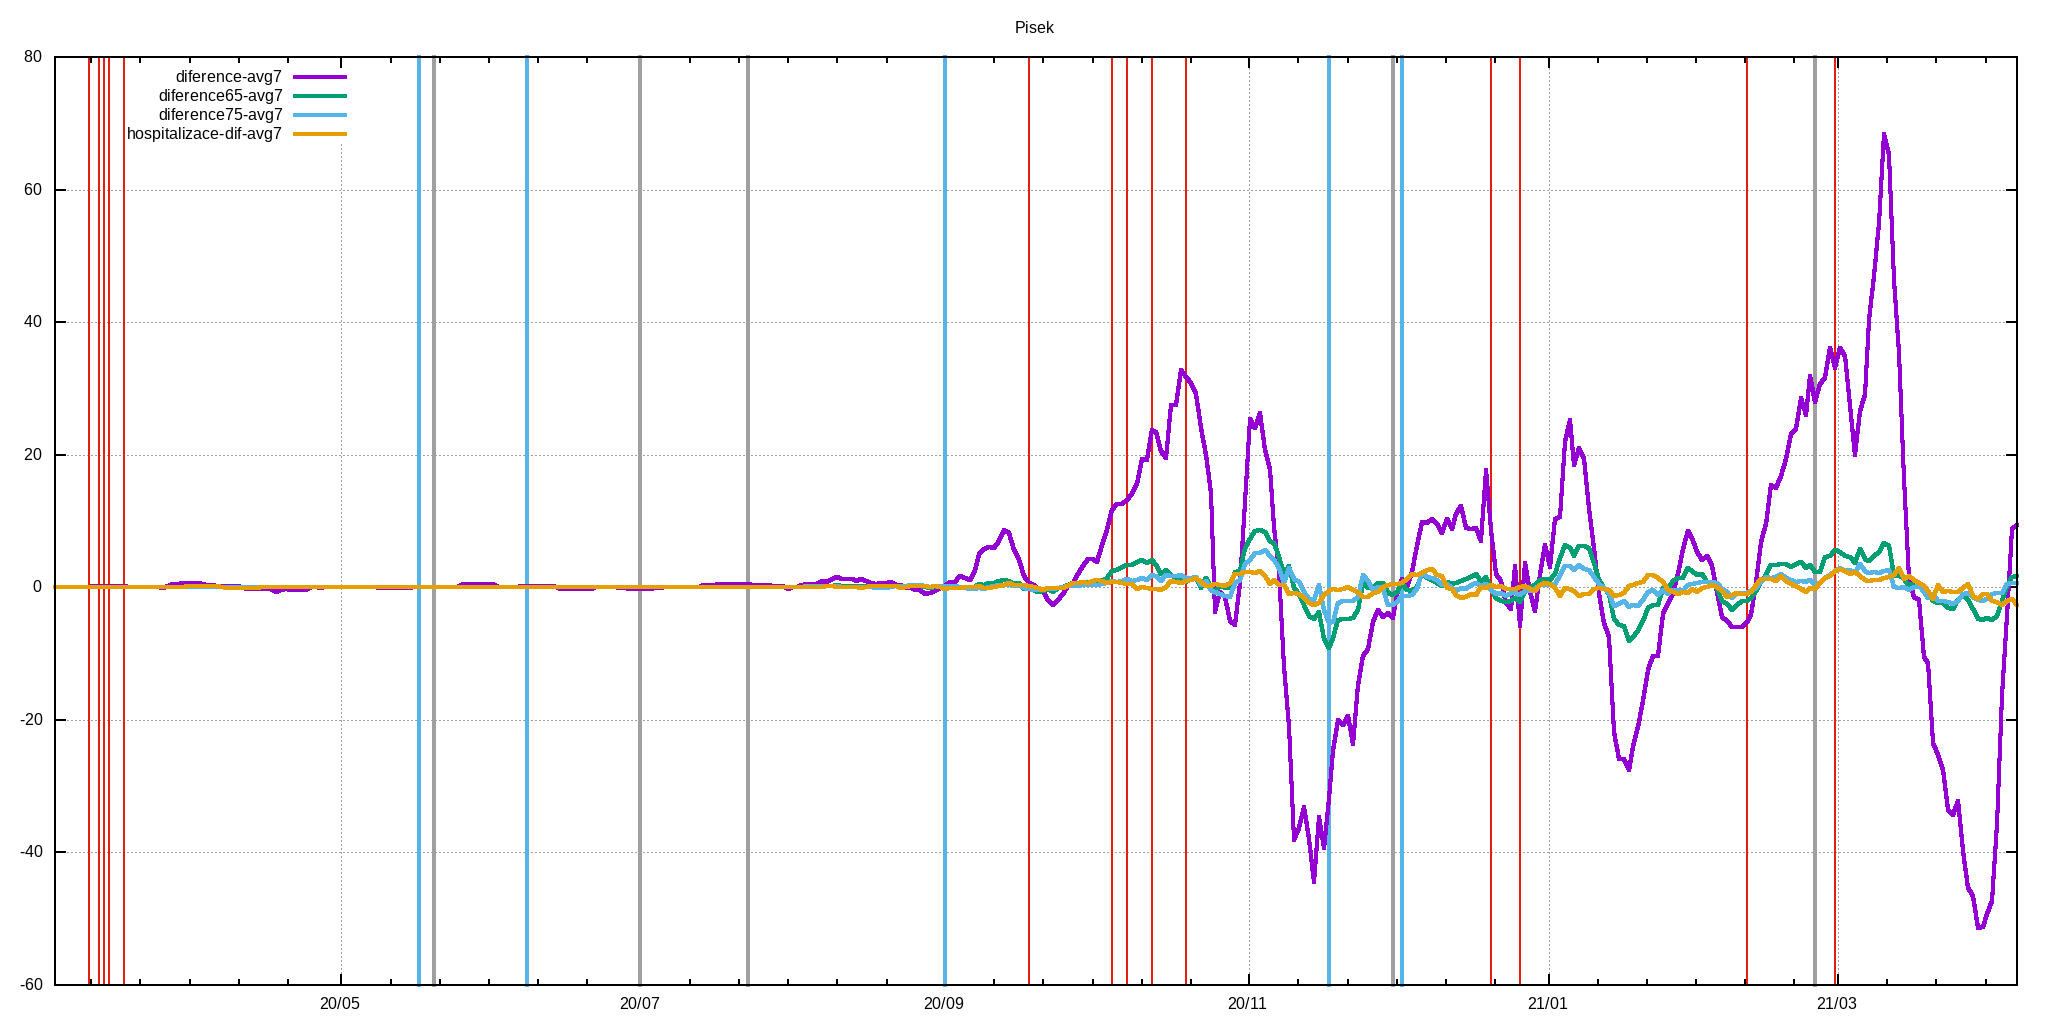 Pisek
80
60
40
20
0
-20
-40
-60
diference-avg7
diference65-avg7
diference75-avg7
hospitalizace-dif-avg7
20/05 20/07 20/09 20/11 21/01 21/03